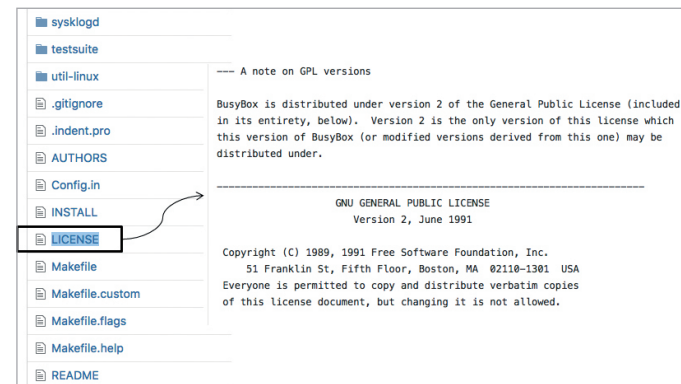 sysklogd
testsuite
util-linux
.gitignore
.indent.pro
AUTHORS
Config.in
INSTALL
LICENSE
Makefile
Makefile.custom
Makefile.flags
Makefile.help
README
--- A note on GPL versions
BusyBox is distributed under version 2 of the General Public License (included
in its entirety, below). Version 2 is the only version of this license which
this version of BusyBox (or modified versions derived from this one) may be
distributed under.
------------------------------------------------------------------------
GNU GENERAL PUBLIC LICENSE
Version 2, June 1991
Copyright (C) 1989, 1991 Free Software Foundation, Inc.
51 Franklin St, Fifth Floor, Boston, MA 02110-1301 USA
Everyone is permitted to copy and distribute verbatim copies
of this license document, but changing it is not allowed.